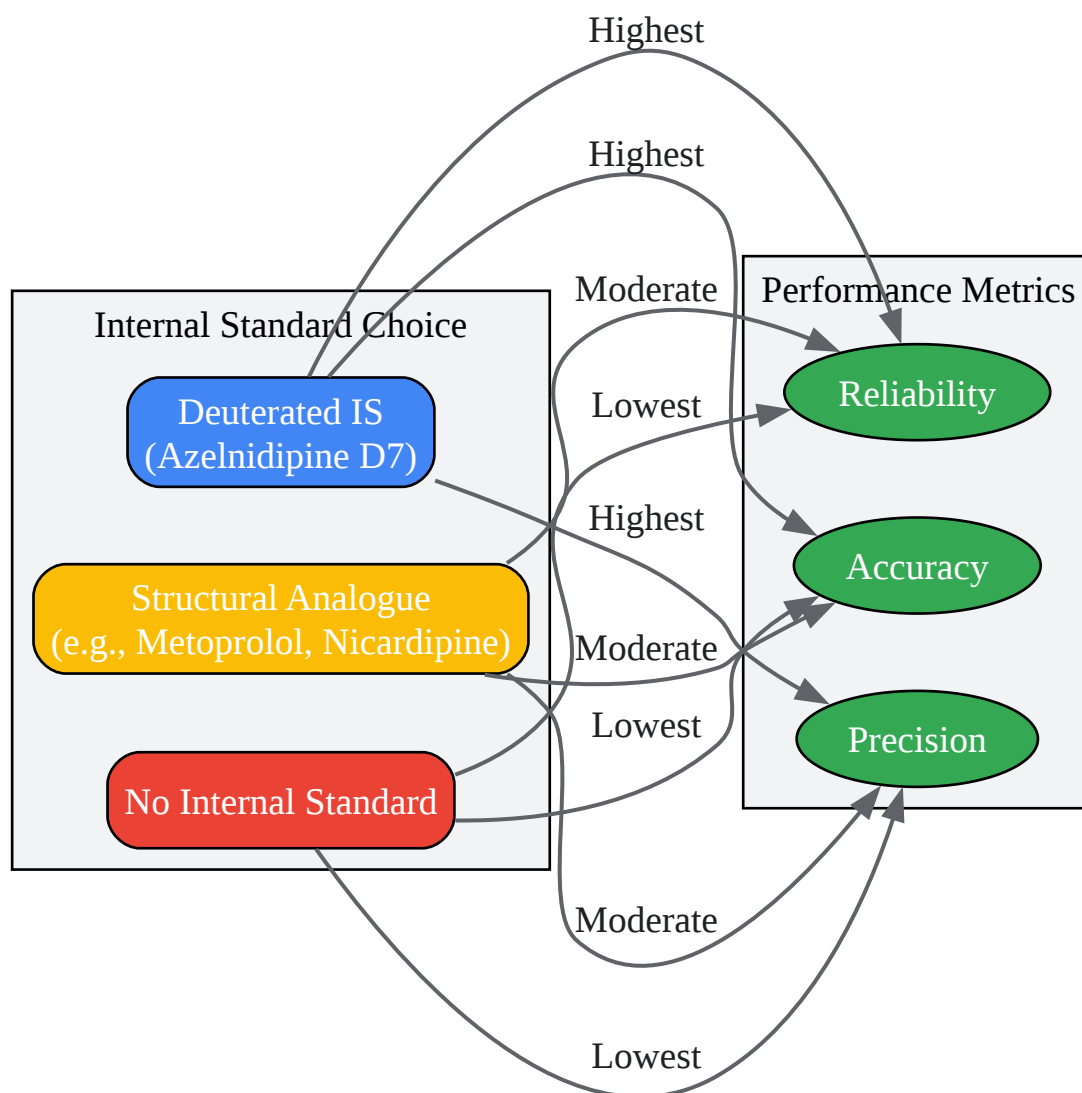 Highest
Highest
Moderate
Lowest
Highest
Moderate
Lowest
Moderate
Lowest
Internal Standard Choice
Deuterated IS
(Azelnidipine D7)
Structural Analogue
(e.g., Metoprolol, Nicardipine)
No Internal Standard
Performance Metrics
Reliability
Accuracy
Precision